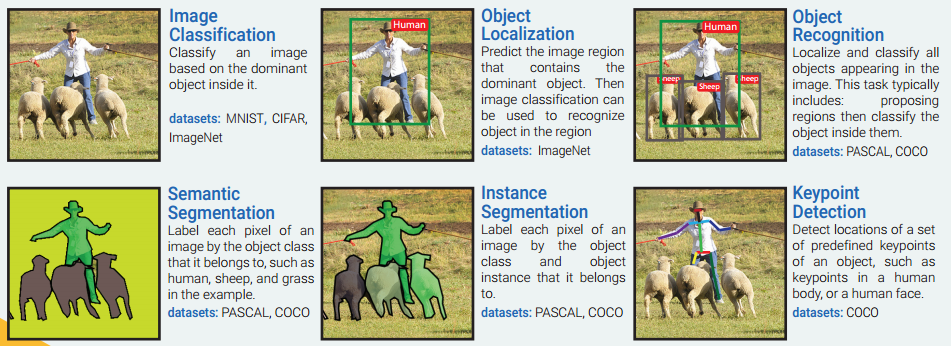 Image
Classification
Classify an image
based on the dominant
object inside it.
datasets: MNIST, CIFAR,
ImageNet
Human
Object
Localization
Predict the image region
that contains the
dominant object. Then
image classification can
be used to recognize
object in the region
datasets: ImageNet
Human
Sheep
Sheep
Sheep
Object
Recognition
Localize and classify all
objects appearing in the
image. This task typically
includes: proposing
regions then classify the
object inside them.
datasets: PASCAL, COCO
Semantic
Segmentation
Label each pixel of an
image by the object class
that it belongs to, such as
human, sheep, and grass
in the example.
datasets: PASCAL, COCO
Instance
Segmentation
Label each pixel of an
image by the object
class and object
instance that it belongs
to.
datasets: PASCAL, COCO
Keypoint
Detection
Detect locations of a set
of predefined keypoints
of an object, such as
keypoints in a human
body, or a human face.
datasets: COCO